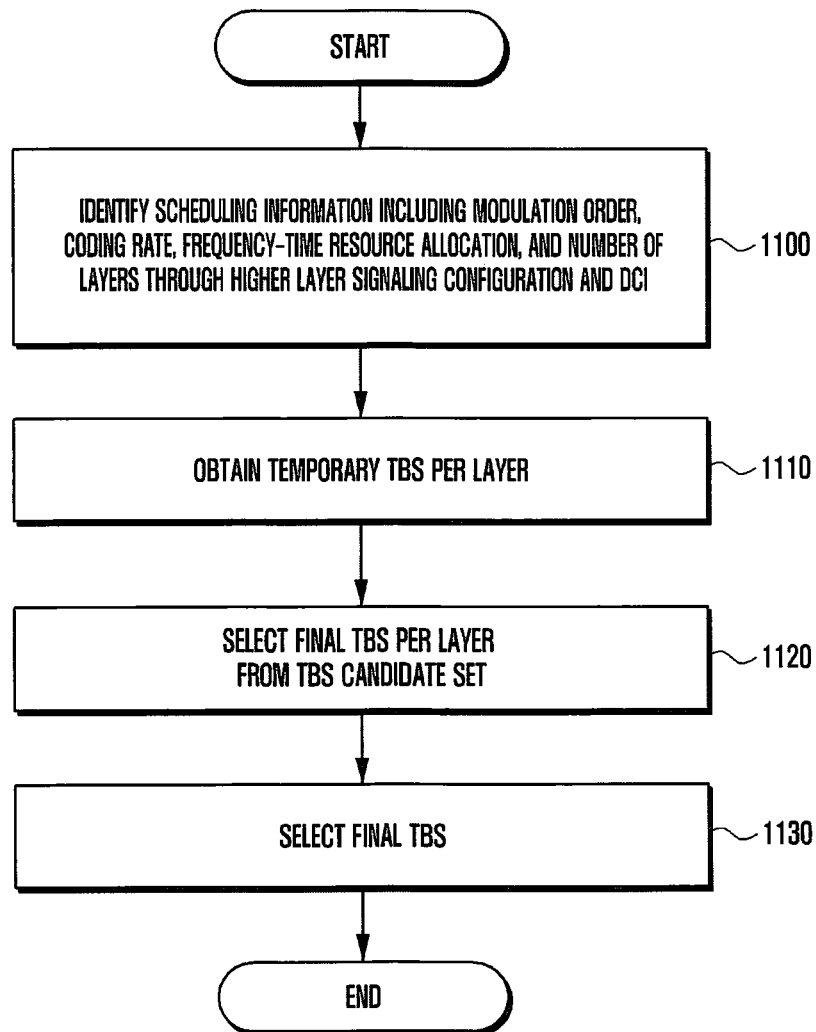 START
IDENTIFY SCHEDULING INFORMATION INCLUDING MODULATION ORDER,
CODING RATE, FREQUENCY-TIME RESOURCE ALLOCATION, AND NUMBER OF
LAYERS THROUGH HIGHER LAYER SIGNALING CONFIGURATION AND DCI
1100
OBTAIN TEMPORARY TBS PER LAYER
1110
SELECT FINAL TBS PER LAYER
FROM TBS CANDIDATE SET
1120
SELECT FINAL TBS
1130
END